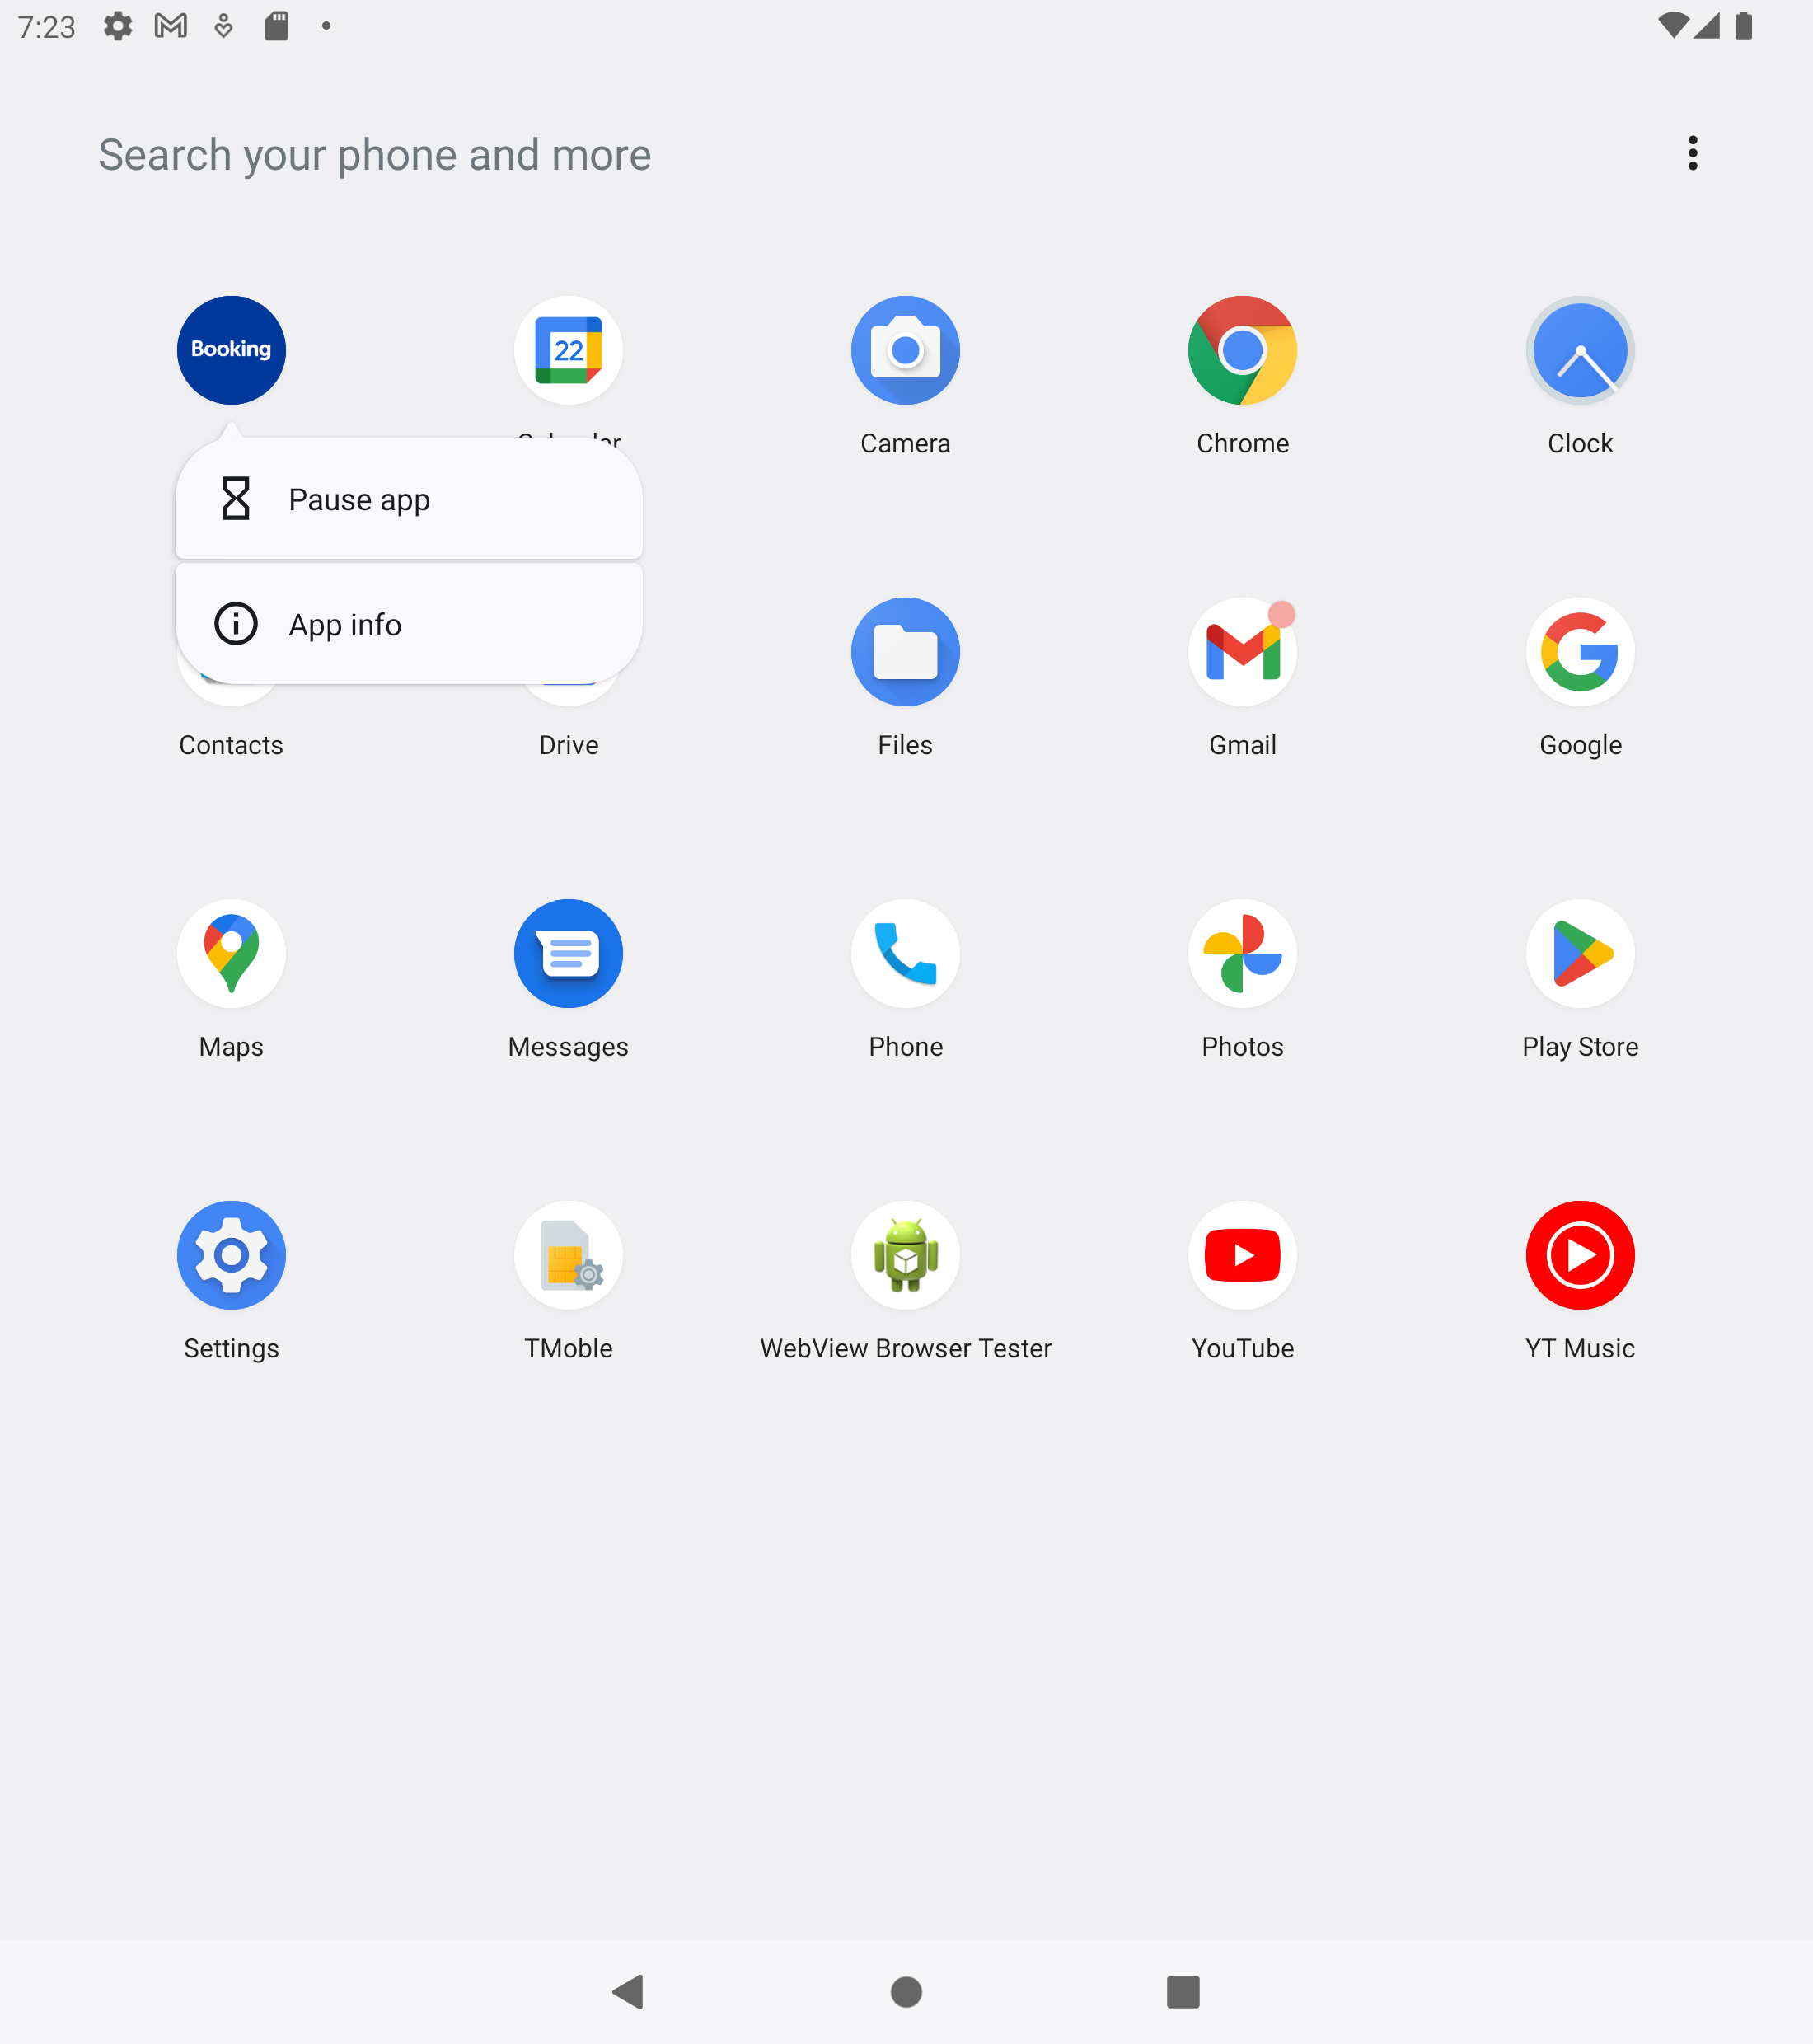 7:23
Search your phone and more
Booking
22
Camera
Chrome
Clock
Pause app
App info
Contacts
Drive
Files
Gmail
Google
Maps
Messages
Phone
Photos
Play Store
Settings
TMoble
WebView Browser Tester
YouTube
YT Music